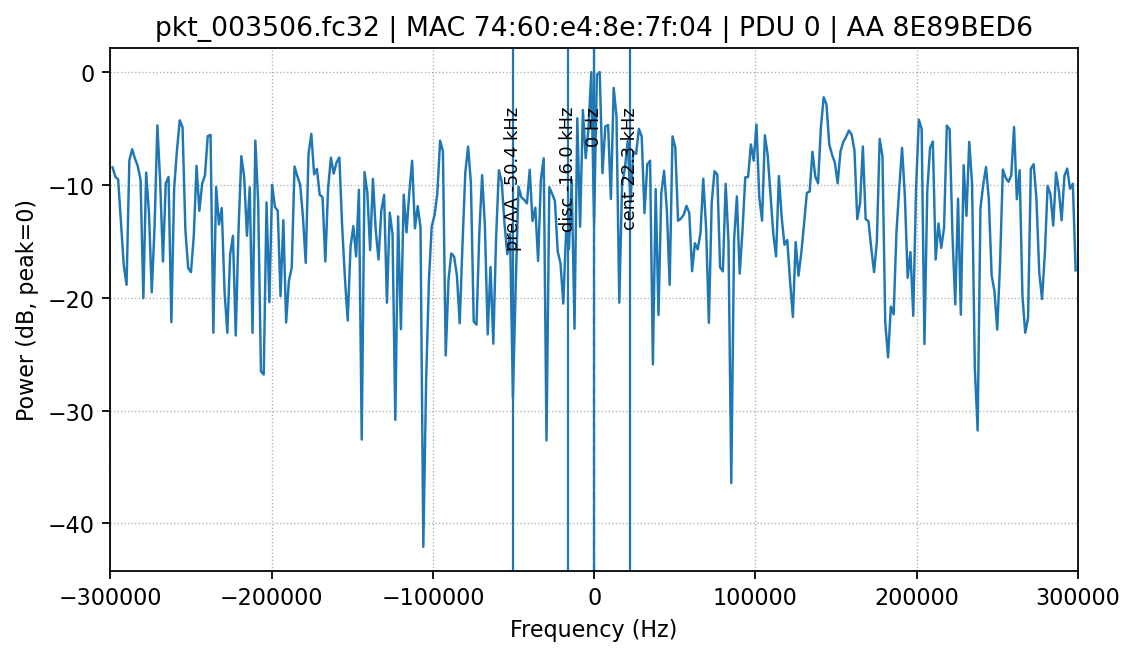 pkt_003506.fc32 | MAC 74:60:e4:8e:7f:04 | PDU 0 | AA 8E89BED6
Power (dB, peak=0)
0
−10
−20
−30
−40
preAA -50.4 kHz
disc -16.0 kHz
0 Hz
cent 22.3 kHz
−300000
−200000
−100000
0
100000
200000
300000
Frequency (Hz)